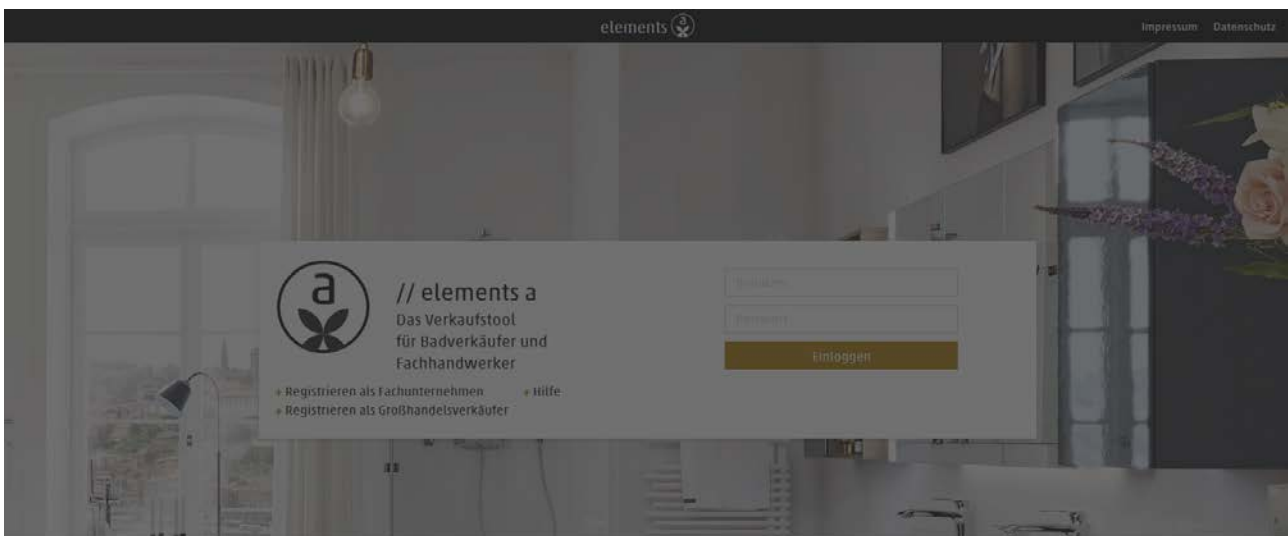 elements a
Impressum Datenschutz
a
// elements a
Das Verkaufstool
für Badverkäufer und
Fachhandwerker
Einloggen
+ Registrieren als Fachunternehmen + Hilfe
+ Registrieren als Großhandelsverkäufer